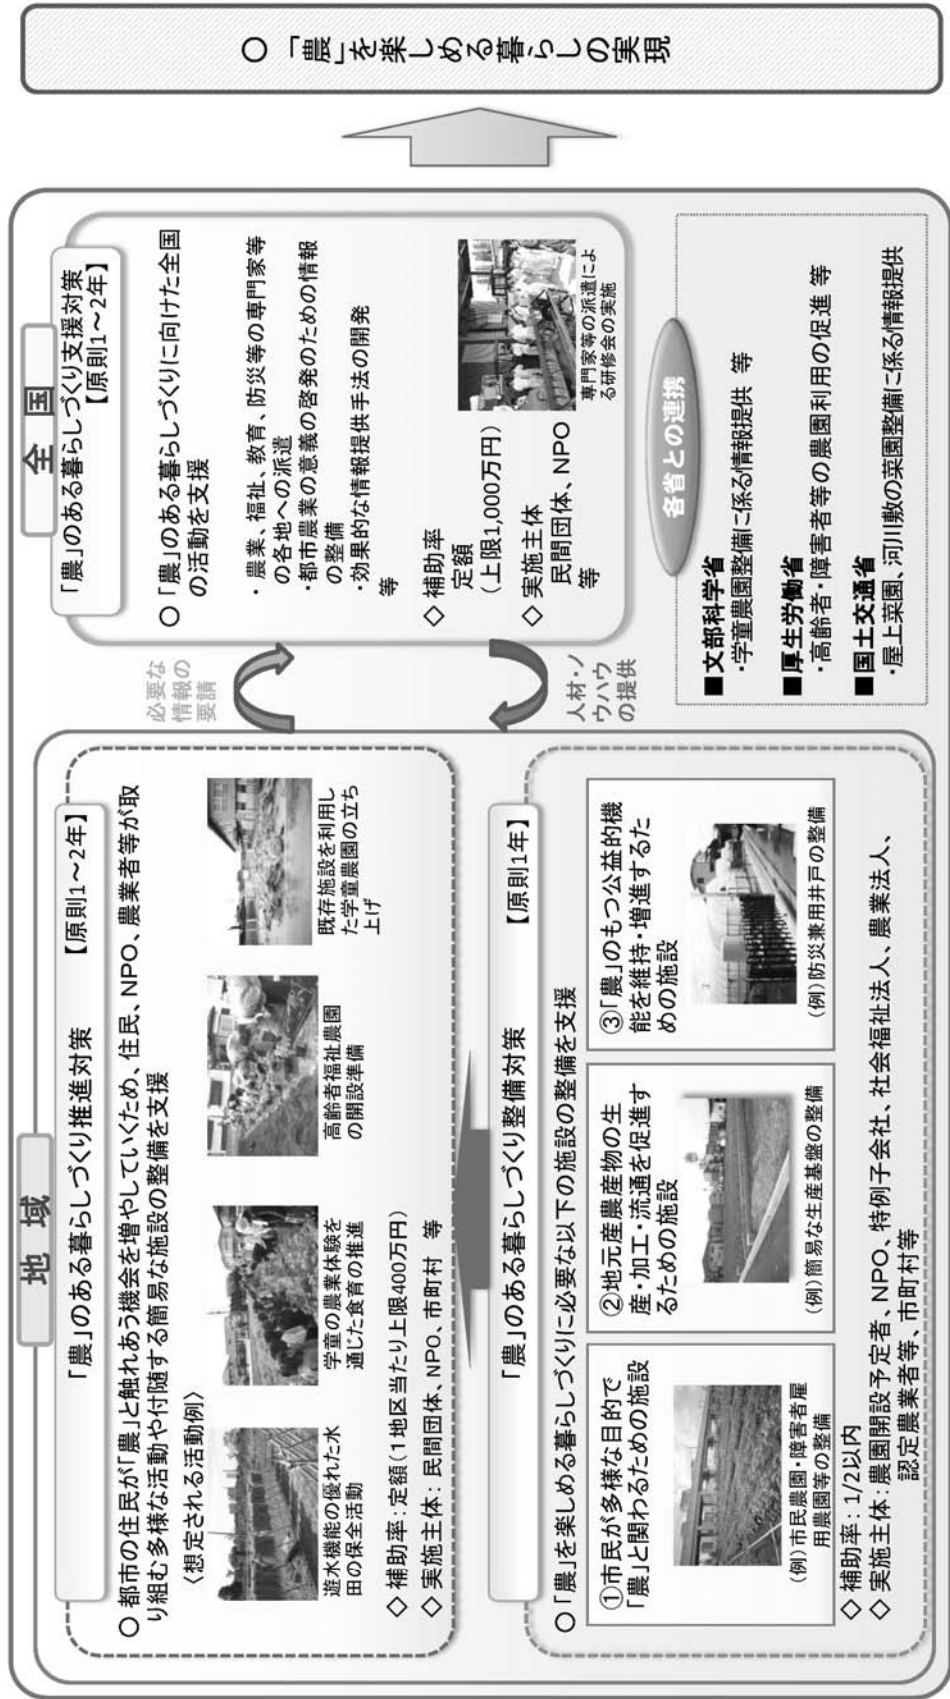 地 域
「農」のある暮らしづくり推進対策 【原則1~2年】
○ 都市の住民が「農」と触れあう機会を増やしていくため、住民、NPO、農業者等が取
り組む多様な活動や付随する簡易な施設の整備を支援
〈想定される活動例〉
遊水機能の優れた水
田の保全活動
学童の農業体験を
通じた食育の推進
高齢者福祉農園
の開設準備
既存施設を利用し
た学童農園の立ち
上げ
◇ 補助率：定額(1地区当たり上限400万円)
◇ 実施主体：民間団体、NPO、市町村 等
「農」のある暮らしづくり整備対策 【原則1年】
○「農」を楽しめる暮らしづくりに必要な以下の施設の整備を支援
①市民が多様な目的で
「農」と関わるための施設
(例)市民農園・障害者雇
用農園等の整備
②地元産農産物の生
産・加工・流通を促進す
るための施設
(例)簡易な生産基盤の整備
③「農」のもつ公益的機
能を維持・増進するた
めの施設
(例)防災兼用井戸の整備
◇ 補助率：1/2以内
◇ 実施主体：農園開設予定者、NPO、特例子会社、社会福祉法人、農業法人、
認定農業者等、市町村等
必要な
情報の
要請
人材・ノ
ウハウ
の提供
全 国
「農」のある暮らしづくり支援対策
【原則1~2年】
○ 「農」のある暮らしづくりに向けた全国
の活動を支援
・農業、福祉、教育、防災等の専門家等
の各地への派遣
・都市農業の意義の啓発のための情報
の整備
・効果的な情報提供手法の開発
等
◇ 補助率
定額
(上限1,000万円)
◇ 実施主体
民間団体、NPO
等
専門家等の派遣によ
る研修会の実施
各省との連携
■文部科学省
・学童農園整備に係る情報提供 等
■厚生労働省
・高齢者・障害者等の農園利用の促進 等
■国土交通省
・屋上菜園、河川敷の菜園整備に係る情報提供
○ 「農」を楽しめる暮らしの実現